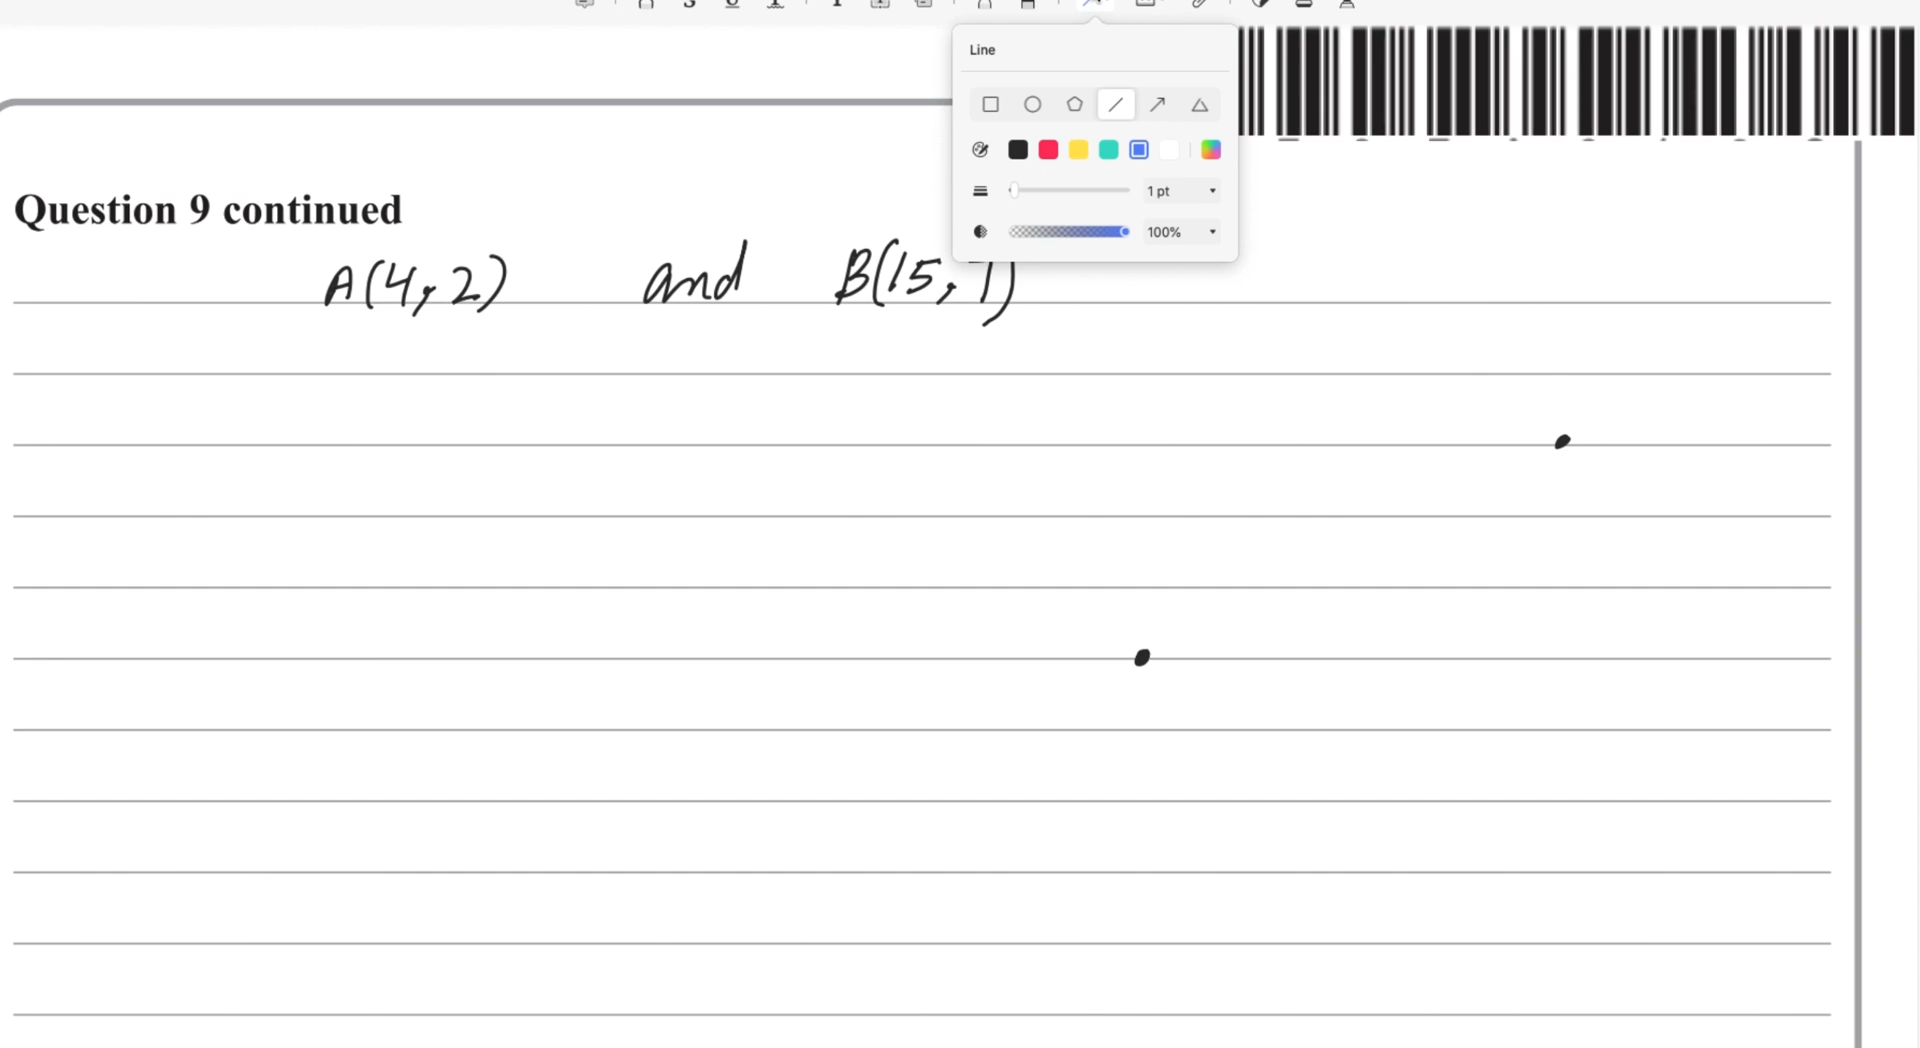 Line
1 pt
100%
Question 9 continued
A(4, 2) and B(15, 7)